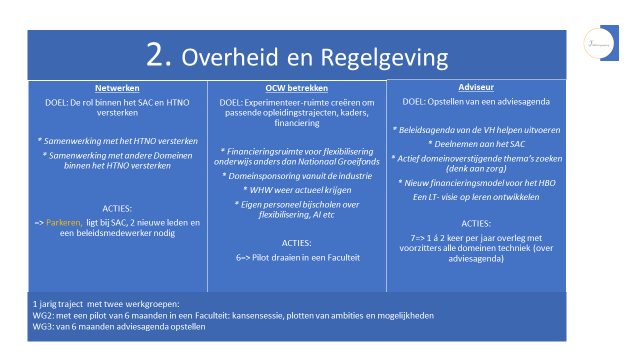 2. Overheid en Regelgeving
Netwerken
DOEL: De rol binnen het SAC en HTNO
versterken
* Samenwerking met het HTNO versterken
* Samenwerking met andere Domeinen
binnen het HTNO versterken
ACTIES:
=> Parkeren, ligt bij SAC, 2 nieuwe leden en
een beleidsmedewerker nodig
OCW betrekken
DOEL: Experimenteer-ruimte creëren om
passende opleidingstrajecten, kaders,
financiering
* Financieringsruimte voor flexibilisering
onderwijs anders dan Nationaal Groeifonds
* Domeinsponsoring vanuit de industrie
* WHW weer actueel krijgen
* Eigen personeel bijscholen over
flexibilisering, AI etc
ACTIES:
6=> Pilot draaien in een Faculteit
Adviseur
DOEL: Opstellen van een adviesagenda
* Beleidsagenda van de VH helpen uitvoeren
* Deelnemen aan het SAC
* Actief domeinoverstijgende thema's zoeken
(denk aan zorg)
* Nieuw financieringsmodel voor het HBO
Een LT- visie op leren ontwikkelen
ACTIES:
7=> 1 á 2 keer per jaar overleg met
voorzitters alle domeinen techniek (over
adviesagenda)
1 jarig traject met twee werkgroepen:
WG2: met een pilot van 6 maanden in een Faculteit: kansensessie, plotten van ambities en mogelijkheden
WG3: van 6 maanden adviesagenda opstellen